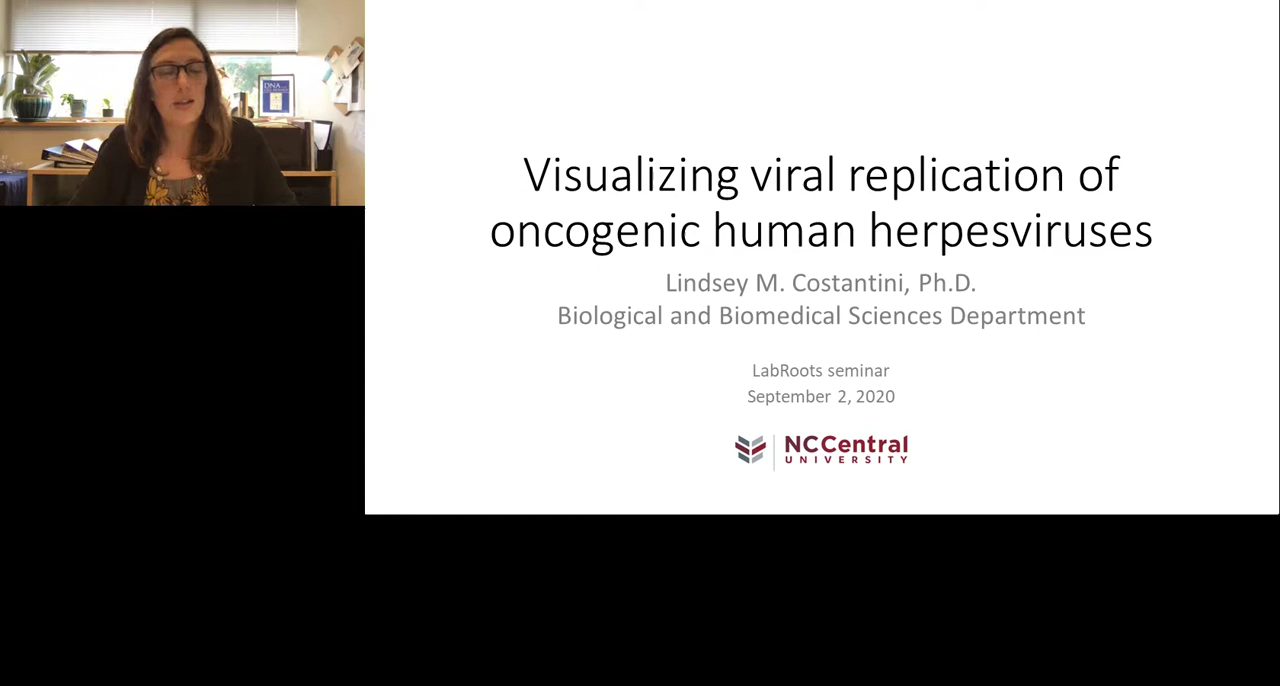 DNA
Visualizing viral replication of
oncogenic human herpesviruses
Lindsey M. Costantini, Ph.D.
Biological and Biomedical Sciences Department
LabRoots seminar
September 2, 2020
NCCentral
UNIVERSITY